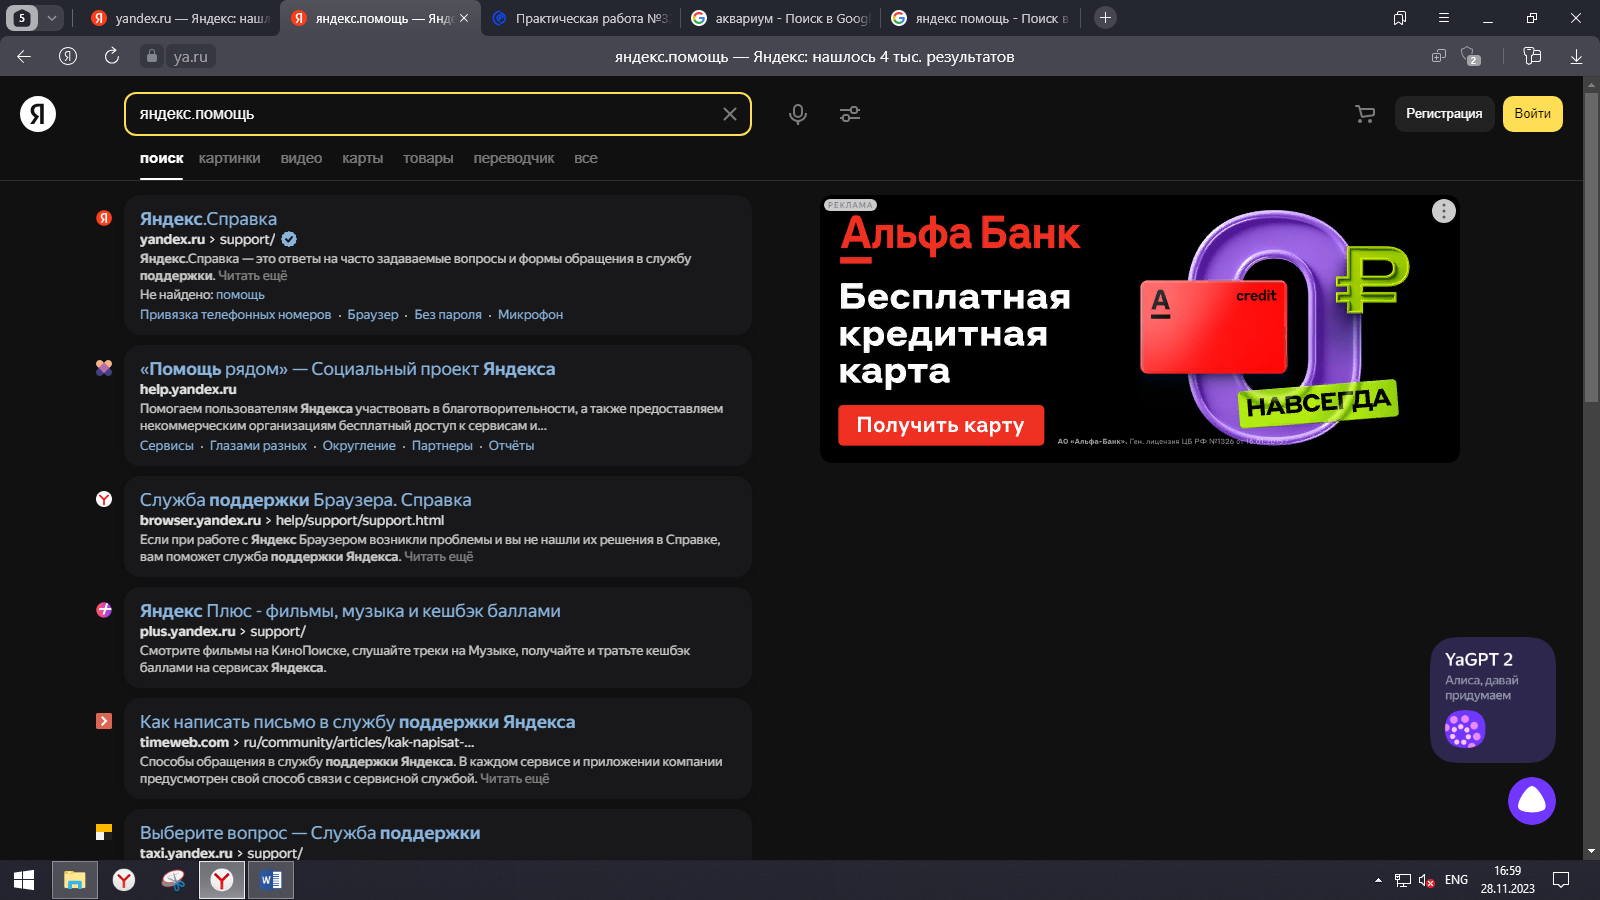 5
yandex.ru — Яндекс: нашл
яндекс.помощь — Янд
Практическая работа №3
аквариум - Поиск в Goog
яндекс помощь - Поиск в
Я
ya.ru
яндекс.помощь — Яндекс: нашлось 4 тыс. результатов
2
Я
яндекс.помощь
Регистрация
Войти
поиск
картинки
видео
карты
товары
переводчик
все
Яндекс.Справка
yandex.ru › support/
Яндекс.Справка — это ответы на часто задаваемые вопросы и формы обращения в службу
поддержки. Читать ещё
Не найдено: помощь
Привязка телефонных номеров · Браузер · Без пароля · Микрофон
«Помощь рядом» — Социальный проект Яндекса
help.yandex.ru
Помогаем пользователям Яндекса участвовать в благотворительности, а также предоставляем
некоммерческим организациям бесплатный доступ к сервисам и...
Сервисы · Глазами разных · Округление · Партнеры · Отчёты
Служба поддержки Браузера. Справка
browser.yandex.ru › help/support/support.html
Если при работе с Яндекс Браузером возникли проблемы и вы не нашли их решения в Справке,
вам поможет служба поддержки Яндекса. Читать ещё
Яндекс Плюс - фильмы, музыка и кешбэк баллами
plus.yandex.ru › support/
Смотрите фильмы на КиноПоиске, слушайте треки на Музыке, получайте и тратьте кешбэк
баллами на сервисах Яндекса.
Как написать письмо в службу поддержки Яндекса
timeweb.com › ru/community/articles/kak-napisat-...
Способы обращения в службу поддержки Яндекса. В каждом сервисе и приложении компании
предусмотрен свой способ связи с сервисной службой. Читать ещё
Выберите вопрос — Служба поддержки
taxi.yandex.ru › support/
РЕКЛАМА
Альфа Банк
Бесплатная
кредитная
карта
Получить карту
А
credit
0 ₽
НАВСЕГДА
АО «Альфа-Банк». Ген. лицензия ЦБ РФ №1326 от
YaGPT 2
Алиса, давай
придумаем
ENG
16:59
28.11.2023